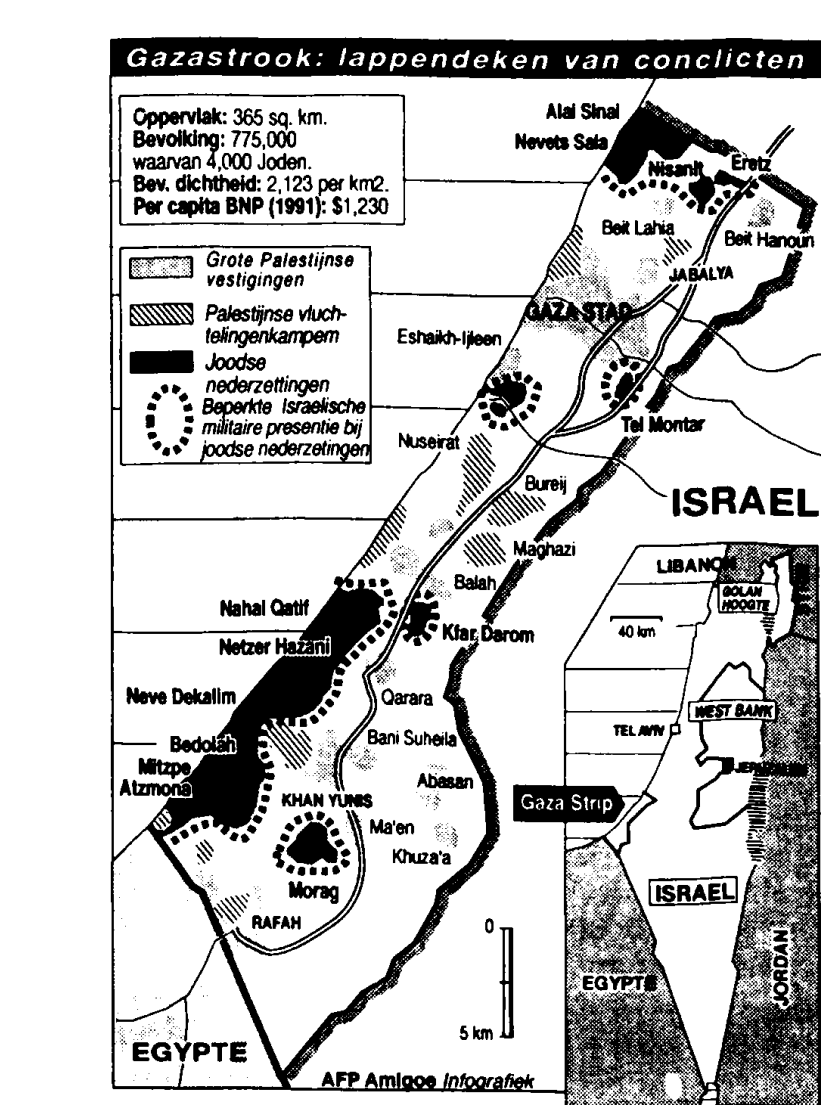 Gazastrook: lappendeken van conclicten
Oppervlak: 365 sq. km.
Bevolking: 775,000
waarvan 4,000 Joden.
Bev. dichtheid: 2,123 per km2.
Per capita BNP (1991): $1,230
Grote Palestijnse
vestigingen
Palestijnse vluch-
telingenkampem
Joodse
nederzettingen
Beperkte Israelische
militaire presentie bij
joodse nederzetingen
Alai Sinai
Nevets Sala
Nisanit
Eretz
Beit Lahia
Beit Hanoun
JABALYA
GAZA STAD
Eshaikh-Ijleen
Tel Montar
Nuseirat
Bureij
ISRAEL
Maghazi
Balah
Nahal Qatif
Kfar Darom
Netzer Hazani
Neve Dekalim
Qarara
Bedolah
Bani Suheila
Mitzpe
Atzmona
Abasan
KHAN YUNIS
Ma'en
Khuza'a
Morag
RAFAH
EGYPTE
0
5 km
AFP Amigoe Infografiek
LIBANON
GOLAN
HOOGTE
40 km
WEST BANK
TEL AVIV
JERUZALEM
Gaza Strip
ISRAEL
EGYPTE
JORDAN